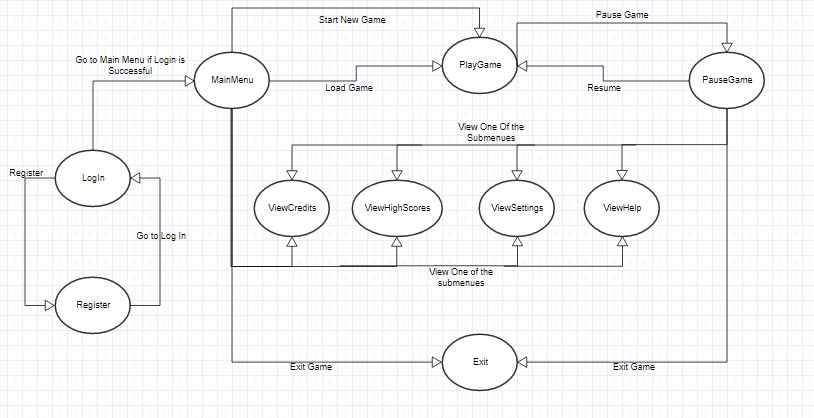 Start New Game
Pause Game
Go to Main Menu if Login is
Successful
PlayGame
MainMenu
PauseGame
Load Game
Resume
View One Of the
Submenues
Register
LogIn
ViewCredits
ViewHighScores
ViewSettings
ViewHelp
Go to Log In
View One of the
submenues
Register
Exit
Exit Game
Exit Game